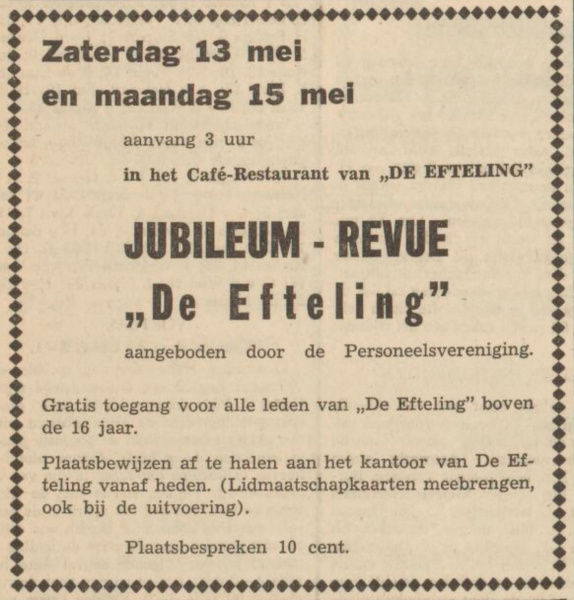 Zaterdag 13 mei
en maandag 15 mei
aanvang 3 uur
in het Café-Restaurant van „DE EFTELING”
JUBILEUM - REVUE
„De Efteling”
aangeboden door de Personeelsvereniging.
Gratis toegang voor alle leden van „De Efteling” boven
de 16 jaar.
Plaatsbewijzen af te halen aan het kantoor van De Ef-
teling vanaf heden. (Lidmaatschapkaarten meebrengen,
ook bij de uitvoering).
Plaatsbespreken 10 cent.